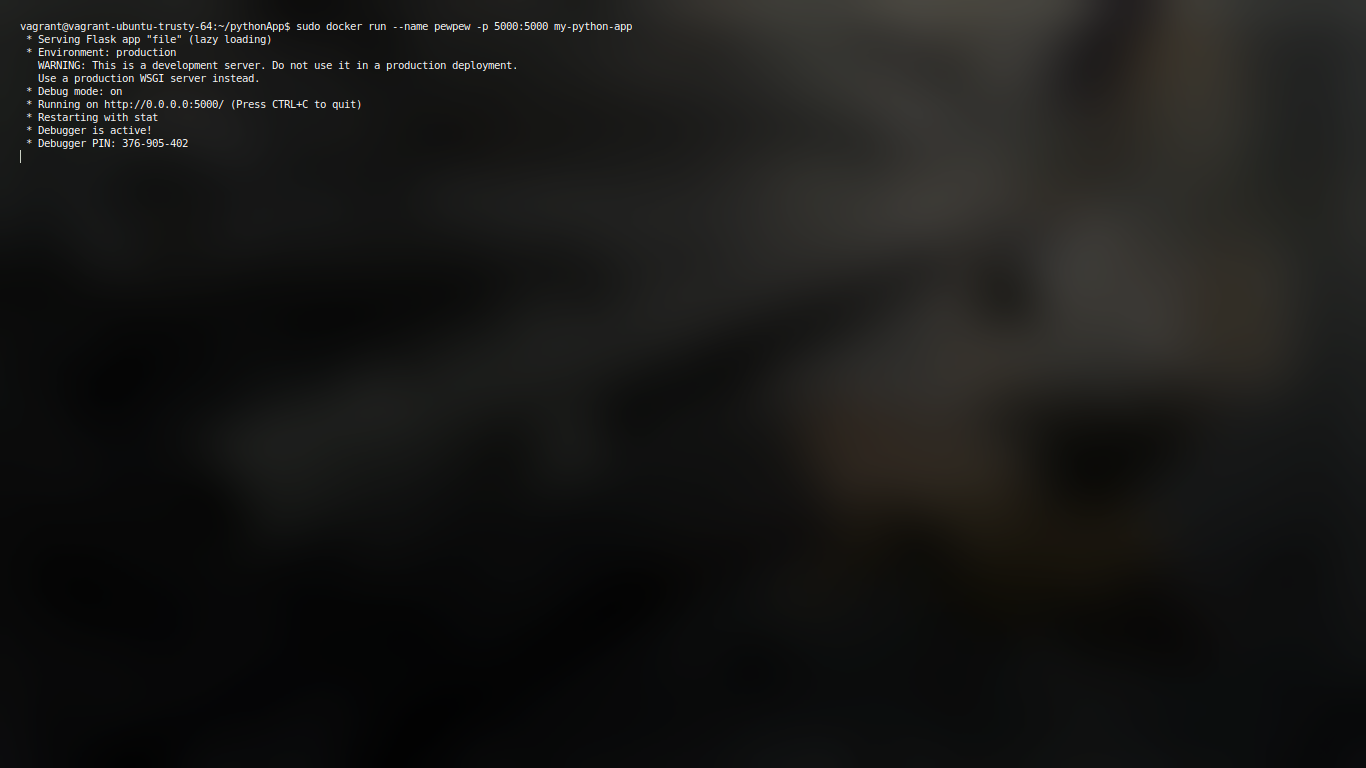 vagrant@vagrant-ubuntu-trusty-64:~/pythonApp$ sudo docker run --name pewpew -p 5000:5000 my-python-app
 * Serving Flask app "file" (lazy loading)
 * Environment: production
   WARNING: This is a development server. Do not use it in a production deployment.
   Use a production WSGI server instead.
 * Debug mode: on
 * Running on http://0.0.0.0:5000/ (Press CTRL+C to quit)
 * Restarting with stat
 * Debugger is active!
 * Debugger PIN: 376-905-402